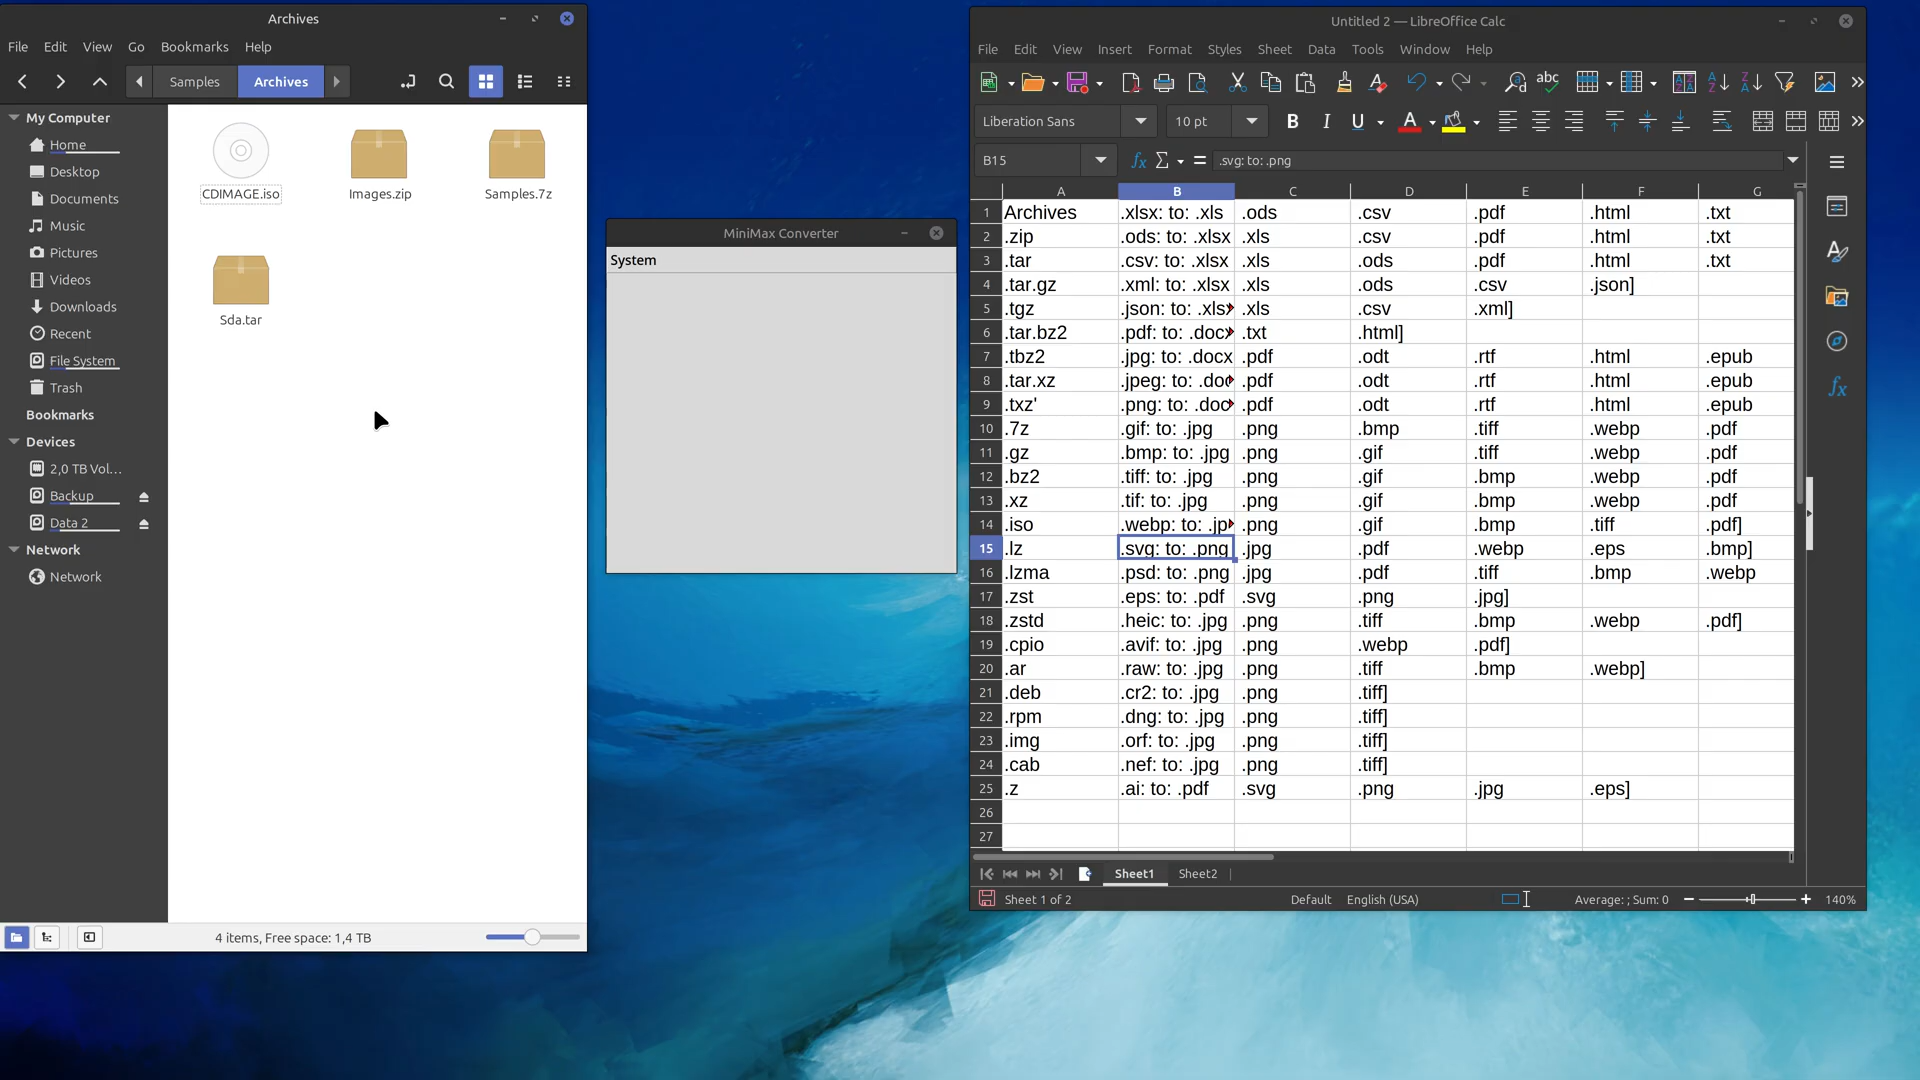 Archives
File Edit View Go Bookmarks Help
Samples Archives
My Computer
Home
Desktop
Documents
Music
Pictures
Videos
Downloads
Recent
File System
Trash
Bookmarks
Devices
2,0 TB Vol...
Backup
Data 2
Network
Network
CDIMAGE.iso Images.zip Samples.7z
Sda.tar
4 items, Free space: 1,4 TB
MiniMax Converter
System
Untitled 2 — LibreOffice Calc
File Edit View Insert Format Styles Sheet Data Tools Window Help
Liberation Sans 10 pt
B15 .svg: to: .png
A B C D E F G
1 Archives .xlsx: to: .xls .ods .csv .pdf .html .txt
2 .zip .ods: to: .xlsx .xls .csv .pdf .html .txt
3 .tar .csv: to: .xlsx .xls .ods .pdf .html .txt
4 .tar.gz .xml: to: .xlsx .xls .ods .csv .json]
5 .tgz .json: to: .xls .xls .csv .xml]
6 .tar.bz2 .pdf: to: .docx .txt .html]
7 .tbz2 .jpg: to: .docx .pdf .odt .rtf .html .epub
8 .tar.xz .jpeg: to: .doc .pdf .odt .rtf .html .epub
9 .txz' .png: to: .doc .pdf .odt .rtf .html .epub
10 .7z .gif: to: .jpg .png .bmp .tiff .webp .pdf
11 .gz .bmp: to: .jpg .png .gif .tiff .webp .pdf
12 .bz2 .tiff: to: .jpg .png .gif .bmp .webp .pdf
13 .xz .tif: to: .jpg .png .gif .bmp .webp .pdf
14 .iso .webp: to: .jp .png .gif .bmp .tiff .pdf]
15 .lz .svg: to: .png .jpg .pdf .webp .eps .bmp]
16 .lzma .psd: to: .png .jpg .pdf .tiff .bmp .webp
17 .zst .eps: to: .pdf .svg .png .jpg]
18 .zstd .heic: to: .jpg .png .tiff .bmp .webp .pdf]
19 .cpio .avif: to: .jpg .png .webp .pdf]
20 .ar .raw: to: .jpg .png .tiff .bmp .webp]
21 .deb .cr2: to: .jpg .png .tiff]
22 .rpm .dng: to: .jpg .png .tiff]
23 .img .orf: to: .jpg .png .tiff]
24 .cab .nef: to: .jpg .png .tiff]
25 .z .ai: to: .pdf .svg .png .jpg .eps]
26
27
Sheet1 Sheet2
Sheet 1 of 2 Default English (USA) Average: ; Sum: 0 140%